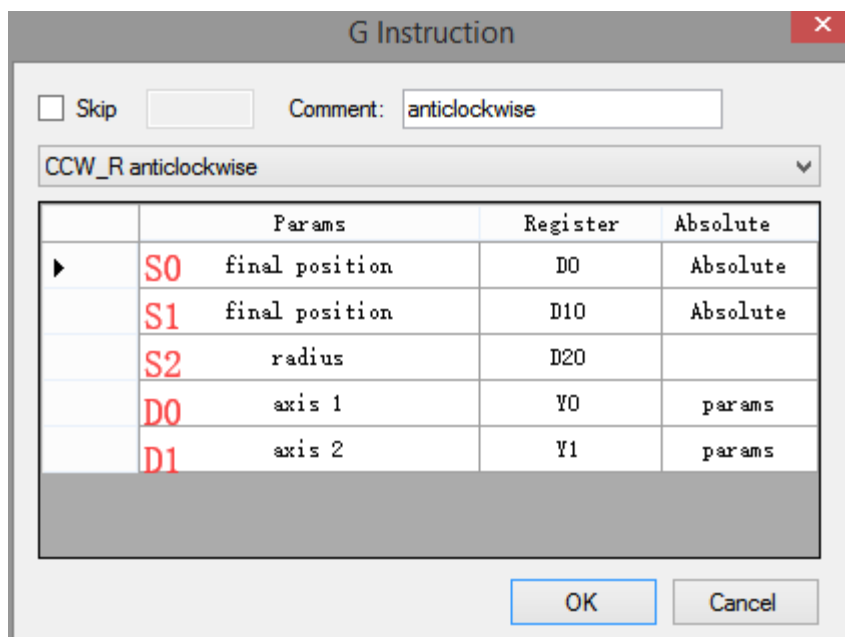 G Instruction
Skip Comment: anticlockwise
CCW_R anticlockwise
Params Register Absolute
S0 final position D0 Absolute
S1 final position D10 Absolute
S2 radius D20
D0 axis 1 Y0 params
D1 axis 2 Y1 params
OK Cancel